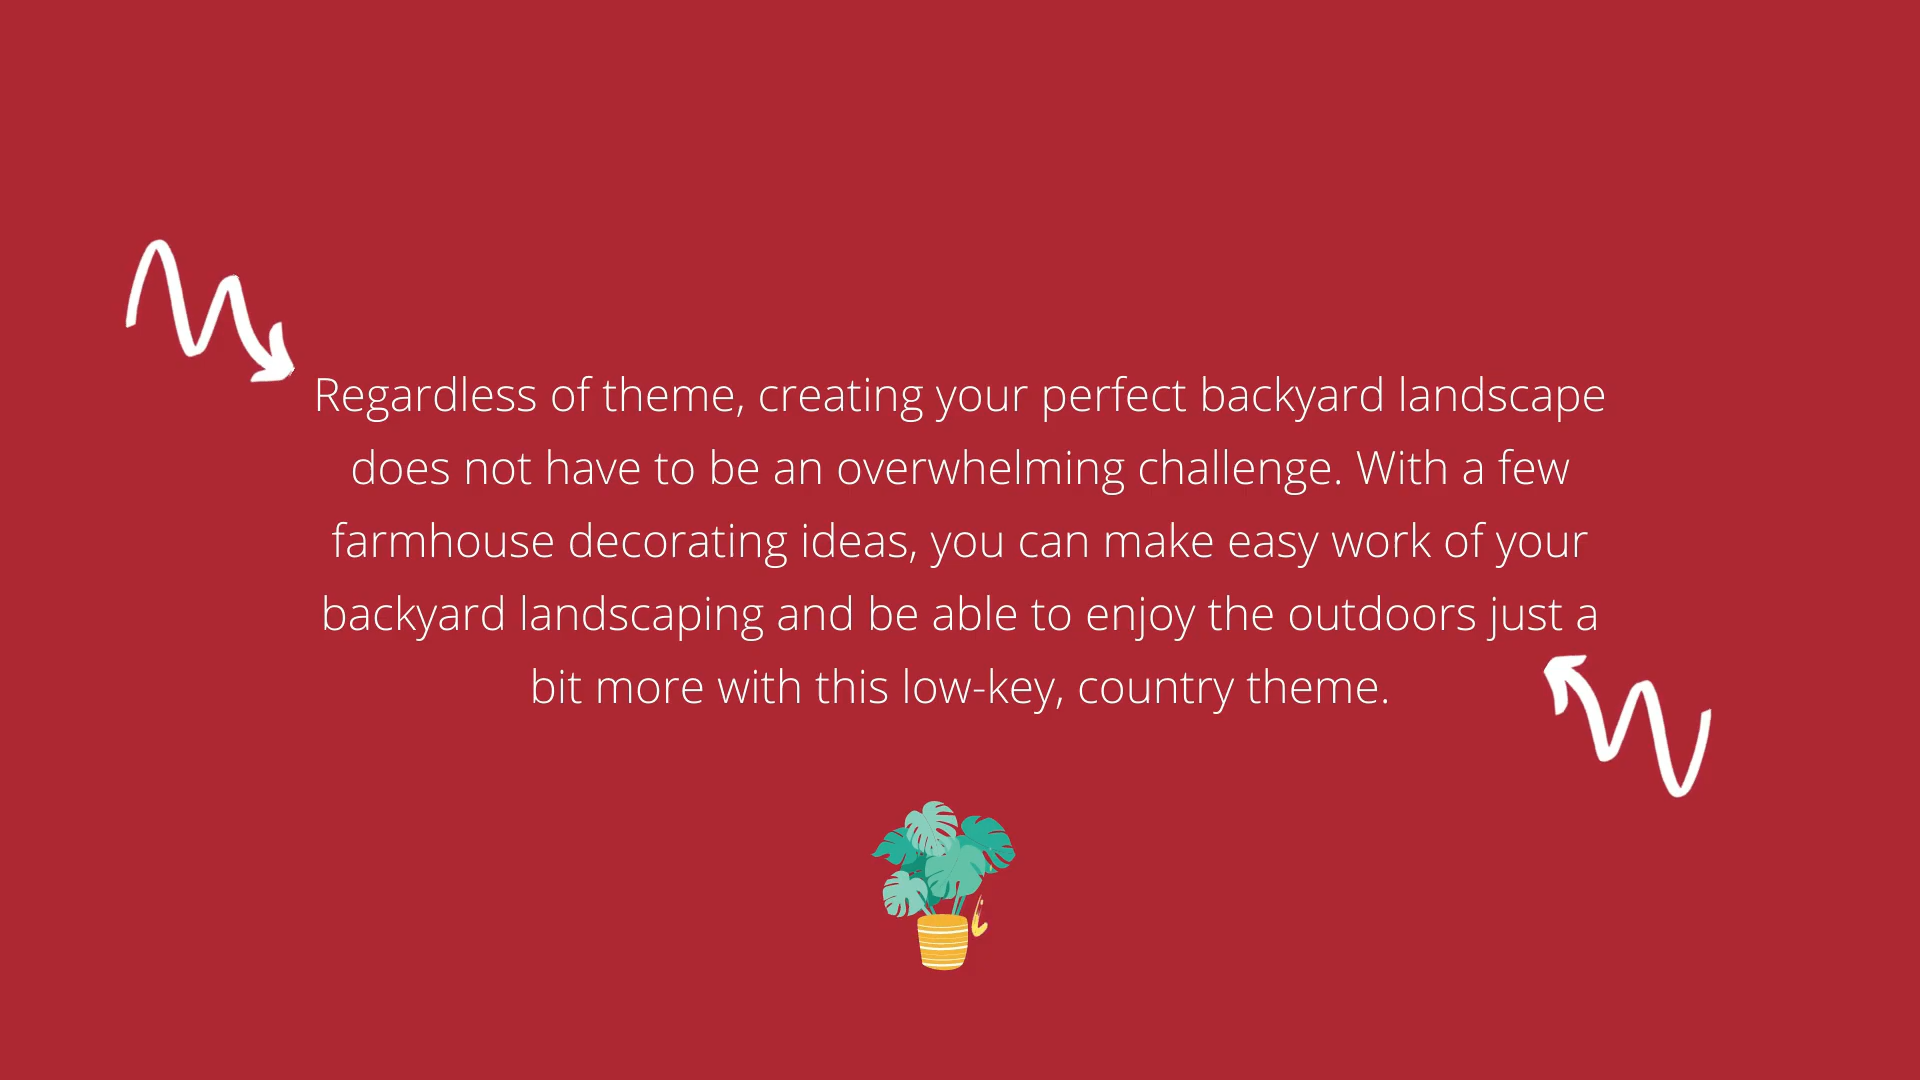 Regardless of theme, creating your perfect backyard landscape
does not have to be an overwhelming challenge. With a few
farmhouse decorating ideas, you can make easy work of your
backyard landscaping and be able to enjoy the outdoors just a
bit more with this low-key, country theme.